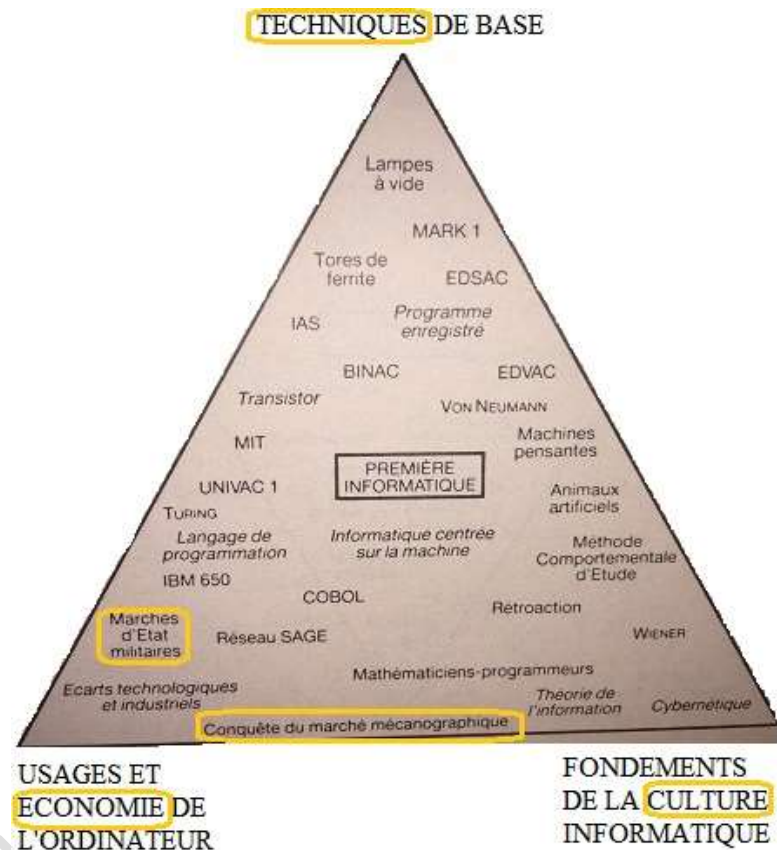 TECHNIQUES DE BASE
Lampes
à vide
MARK 1
Tores de
ferrite
EDSAC
IAS
Programme
enregistré
BINAC
EDVAC
Transistor
VON NEUMANN
MIT
Machines
pensantes
PREMIÈRE
INFORMATIQUE
UNIVAC 1
Animaux
artificiels
TURING
Langage de
programmation
Informatique centrée
sur la machine
Méthode
Comportementale
d'Etude
IBM 650
COBOL
Rétroaction
Marchés
d'Etat
militaires
Réseau SAGE
WIENER
Mathématiciens-programmeurs
Ecarts technologiques
et industriels
Théorie de
l'information
Cybernétique
Conquête du marché mécanographique
USAGES ET
ECONOMIE DE
L'ORDINATEUR
FONDEMENTS
DE LA CULTURE
INFORMATIQUE